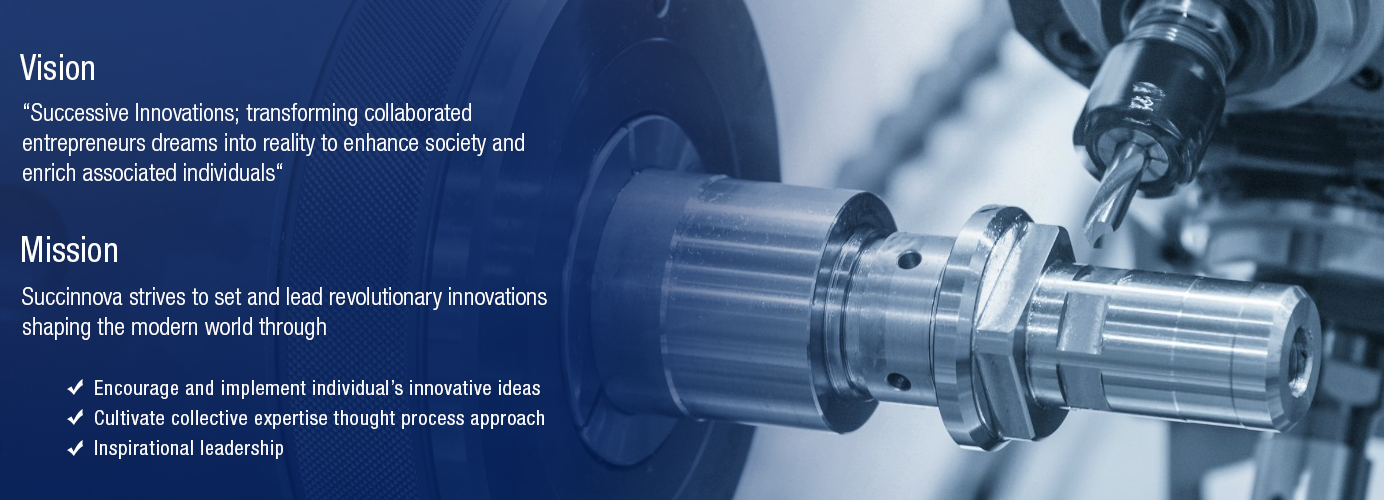 Vision
“Successive Innovations; transforming collaborated
entrepreneurs dreams into reality to enhance society and
enrich associated individuals“
Mission
Succinnova strives to set and lead revolutionary innovations
shaping the modern world through
✓ Encourage and implement individual's innovative ideas
✓ Cultivate collective expertise thought process approach
✓ Inspirational leadership